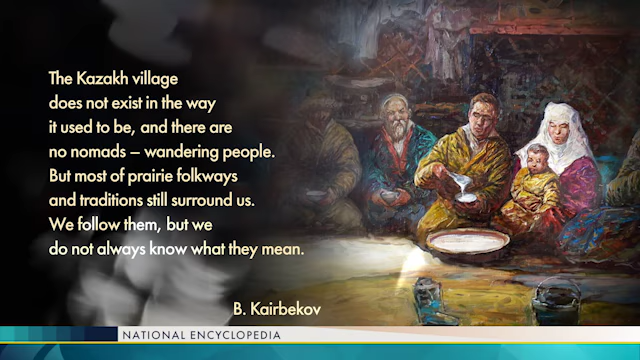 The Kazakh village
does not exist in the way
it used to be, and there are
no nomads – wandering people.
But most of prairie folkways
and traditions still surround us.
We follow them, but we
do not always know what they mean.
B. Kairbekov
NATIONAL ENCYCLOPEDIA